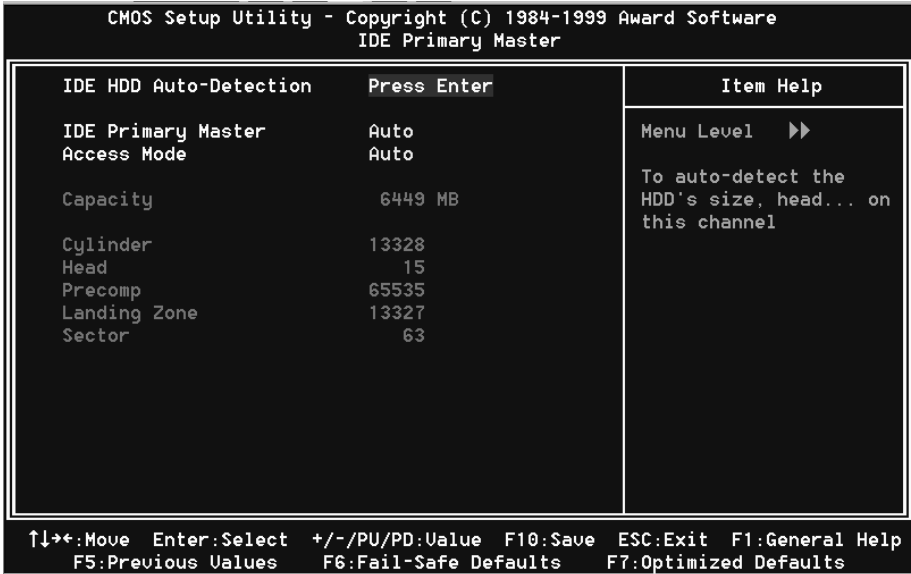 CMOS Setup Utility - Copyright (C) 1984-1999 Award Software
IDE Primary Master
IDE HDD Auto-Detection Press Enter
IDE Primary Master Auto
Access Mode Auto
Capacity 6449 MB
Cylinder 13328
Head 15
Precomp 65535
Landing Zone 13327
Sector 63
Item Help
Menu Level ▶▶
To auto-detect the
HDD's size, head... on
this channel
↑↓→←:Move Enter:Select +/-/PU/PD:Value F10:Save ESC:Exit F1:General Help
F5:Previous Values F6:Fail-Safe Defaults F7:Optimized Defaults